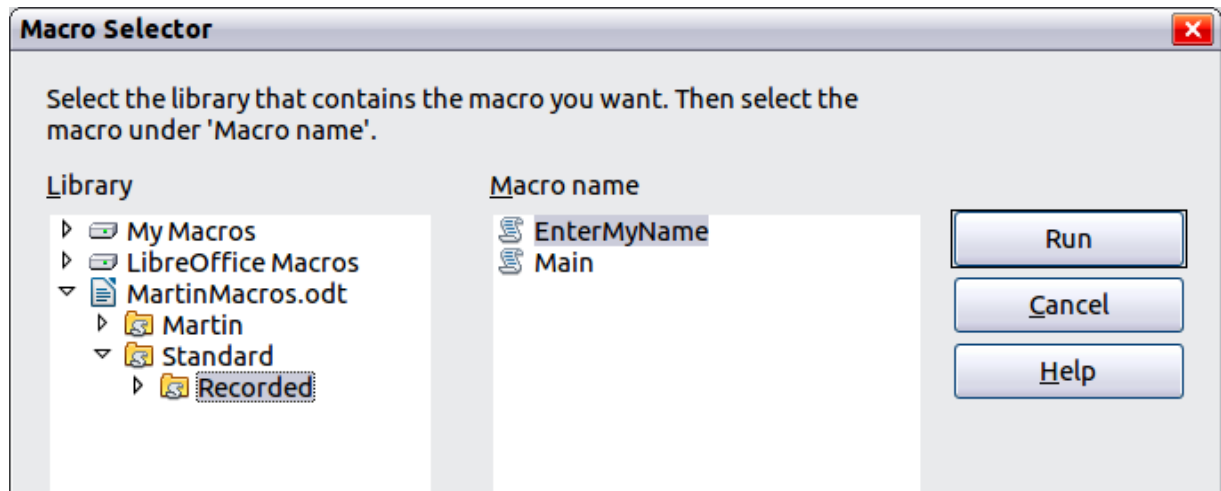 Macro Selector
Select the library that contains the macro you want. Then select the
macro under 'Macro name'.
Library
My Macros
LibreOffice Macros
MartinMacros.odt
Martin
Standard
Recorded
Macro name
EnterMyName
Main
Run
Cancel
Help